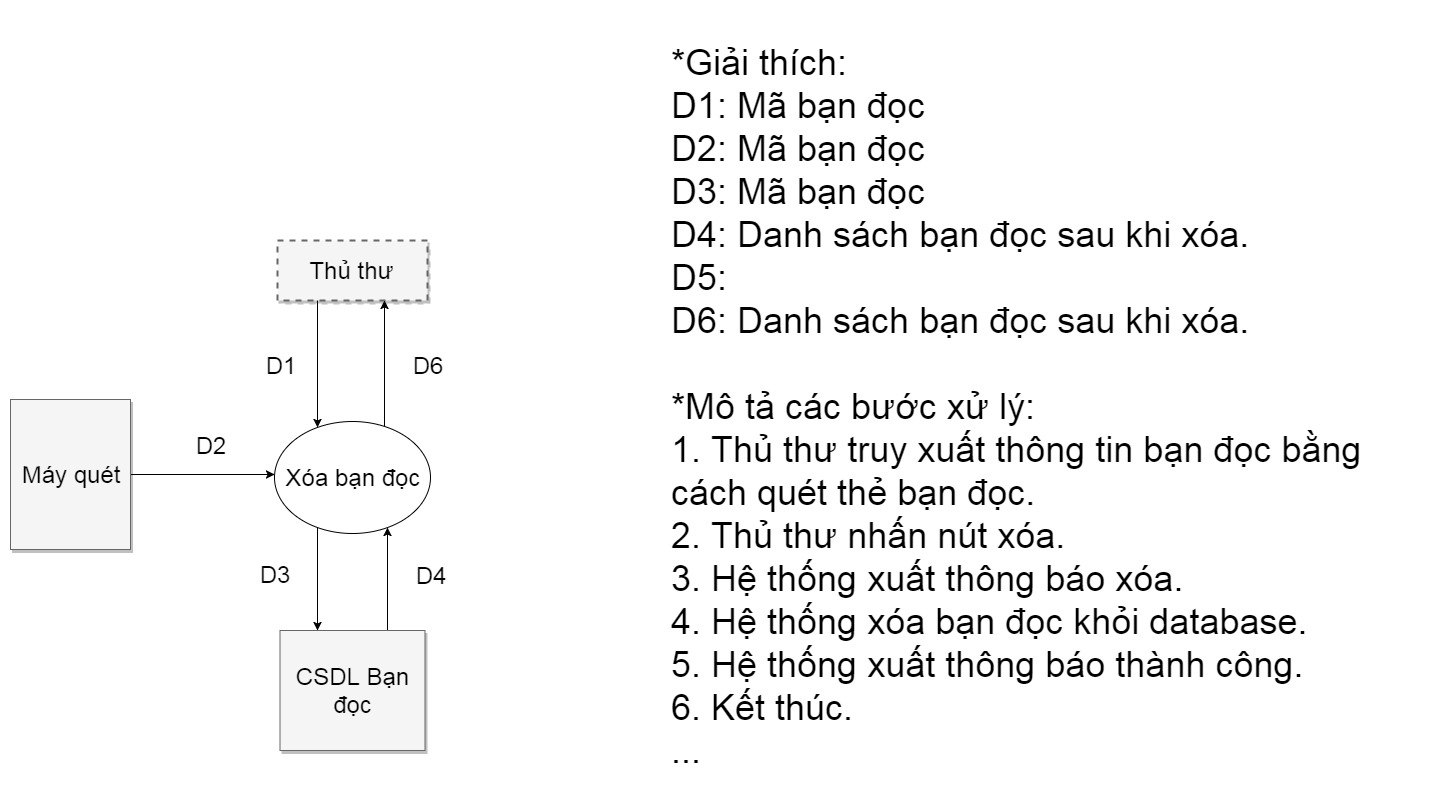 *Giải thích:
D1: Mã bạn đọc
D2: Mã bạn đọc
D3: Mã bạn đọc
D4: Danh sách bạn đọc sau khi xóa.
D5:
D6: Danh sách bạn đọc sau khi xóa.
*Mô tả các bước xử lý:
1. Thủ thư truy xuất thông tin bạn đọc bằng
cách quét thẻ bạn đọc.
2. Thủ thư nhấn nút xóa.
3. Hệ thống xuất thông báo xóa.
4. Hệ thống xóa bạn đọc khỏi database.
5. Hệ thống xuất thông báo thành công.
6. Kết thúc.
...
Thủ thư
D1
D6
D2
Máy quét
Xóa bạn đọc
D3
D4
CSDL Bạn
đọc